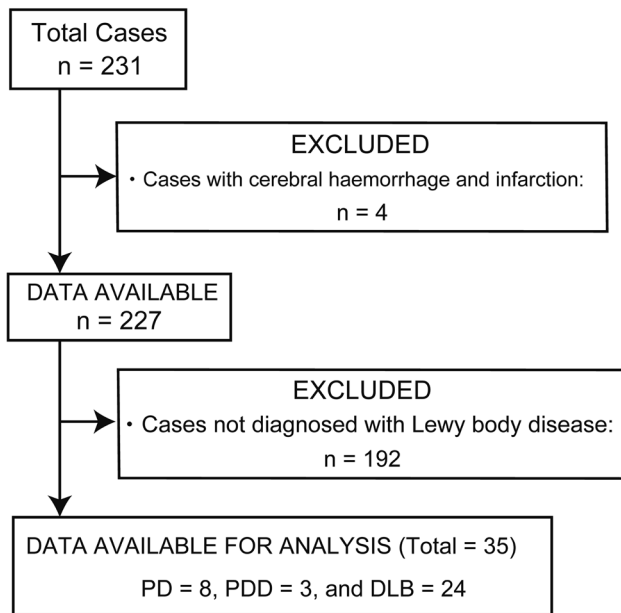 Total Cases
n = 231
EXCLUDED
・Cases with cerebral haemorrhage and infarction:
n = 4
DATA AVAILABLE
n = 227
EXCLUDED
・Cases not diagnosed with Lewy body disease:
n = 192
DATA AVAILABLE FOR ANALYSIS (Total = 35)
PD = 8, PDD = 3, and DLB = 24